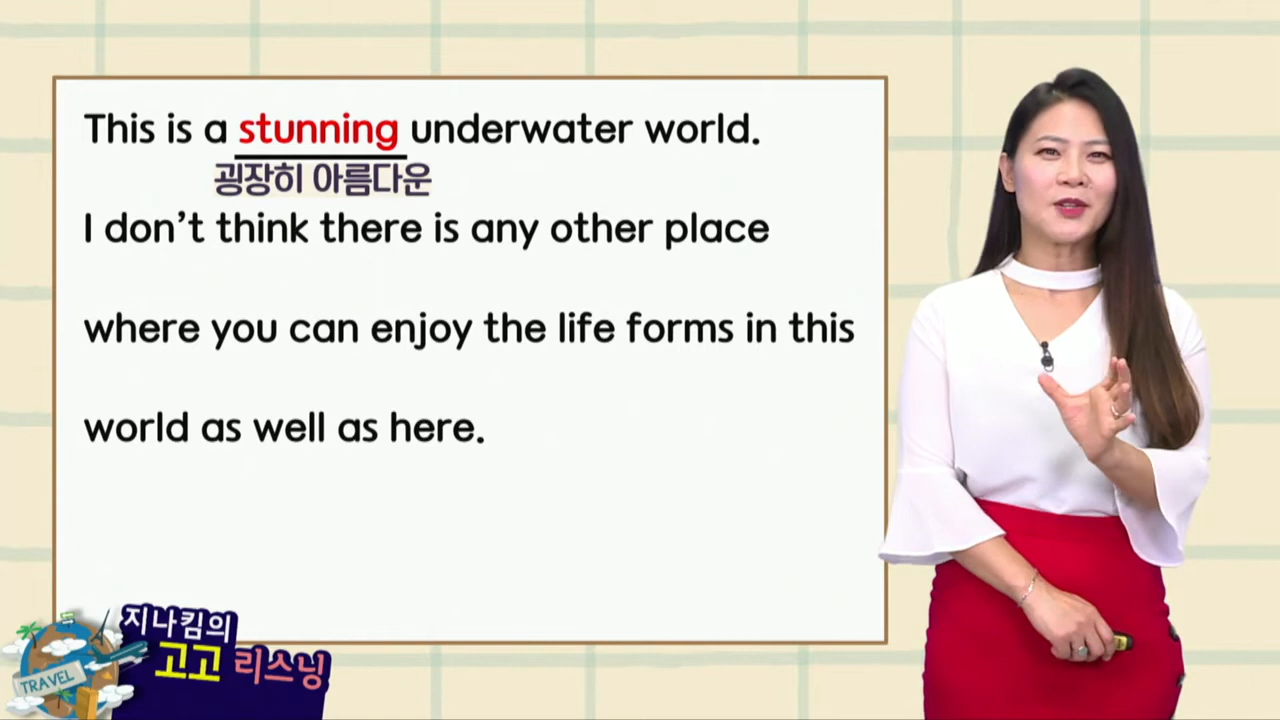 This is a stunning underwater world.
굉장히 아름다운
I don't think there is any other place
where you can enjoy the life forms in this
world as well as here.
지나킴의
고고 리스닝
TRAVEL